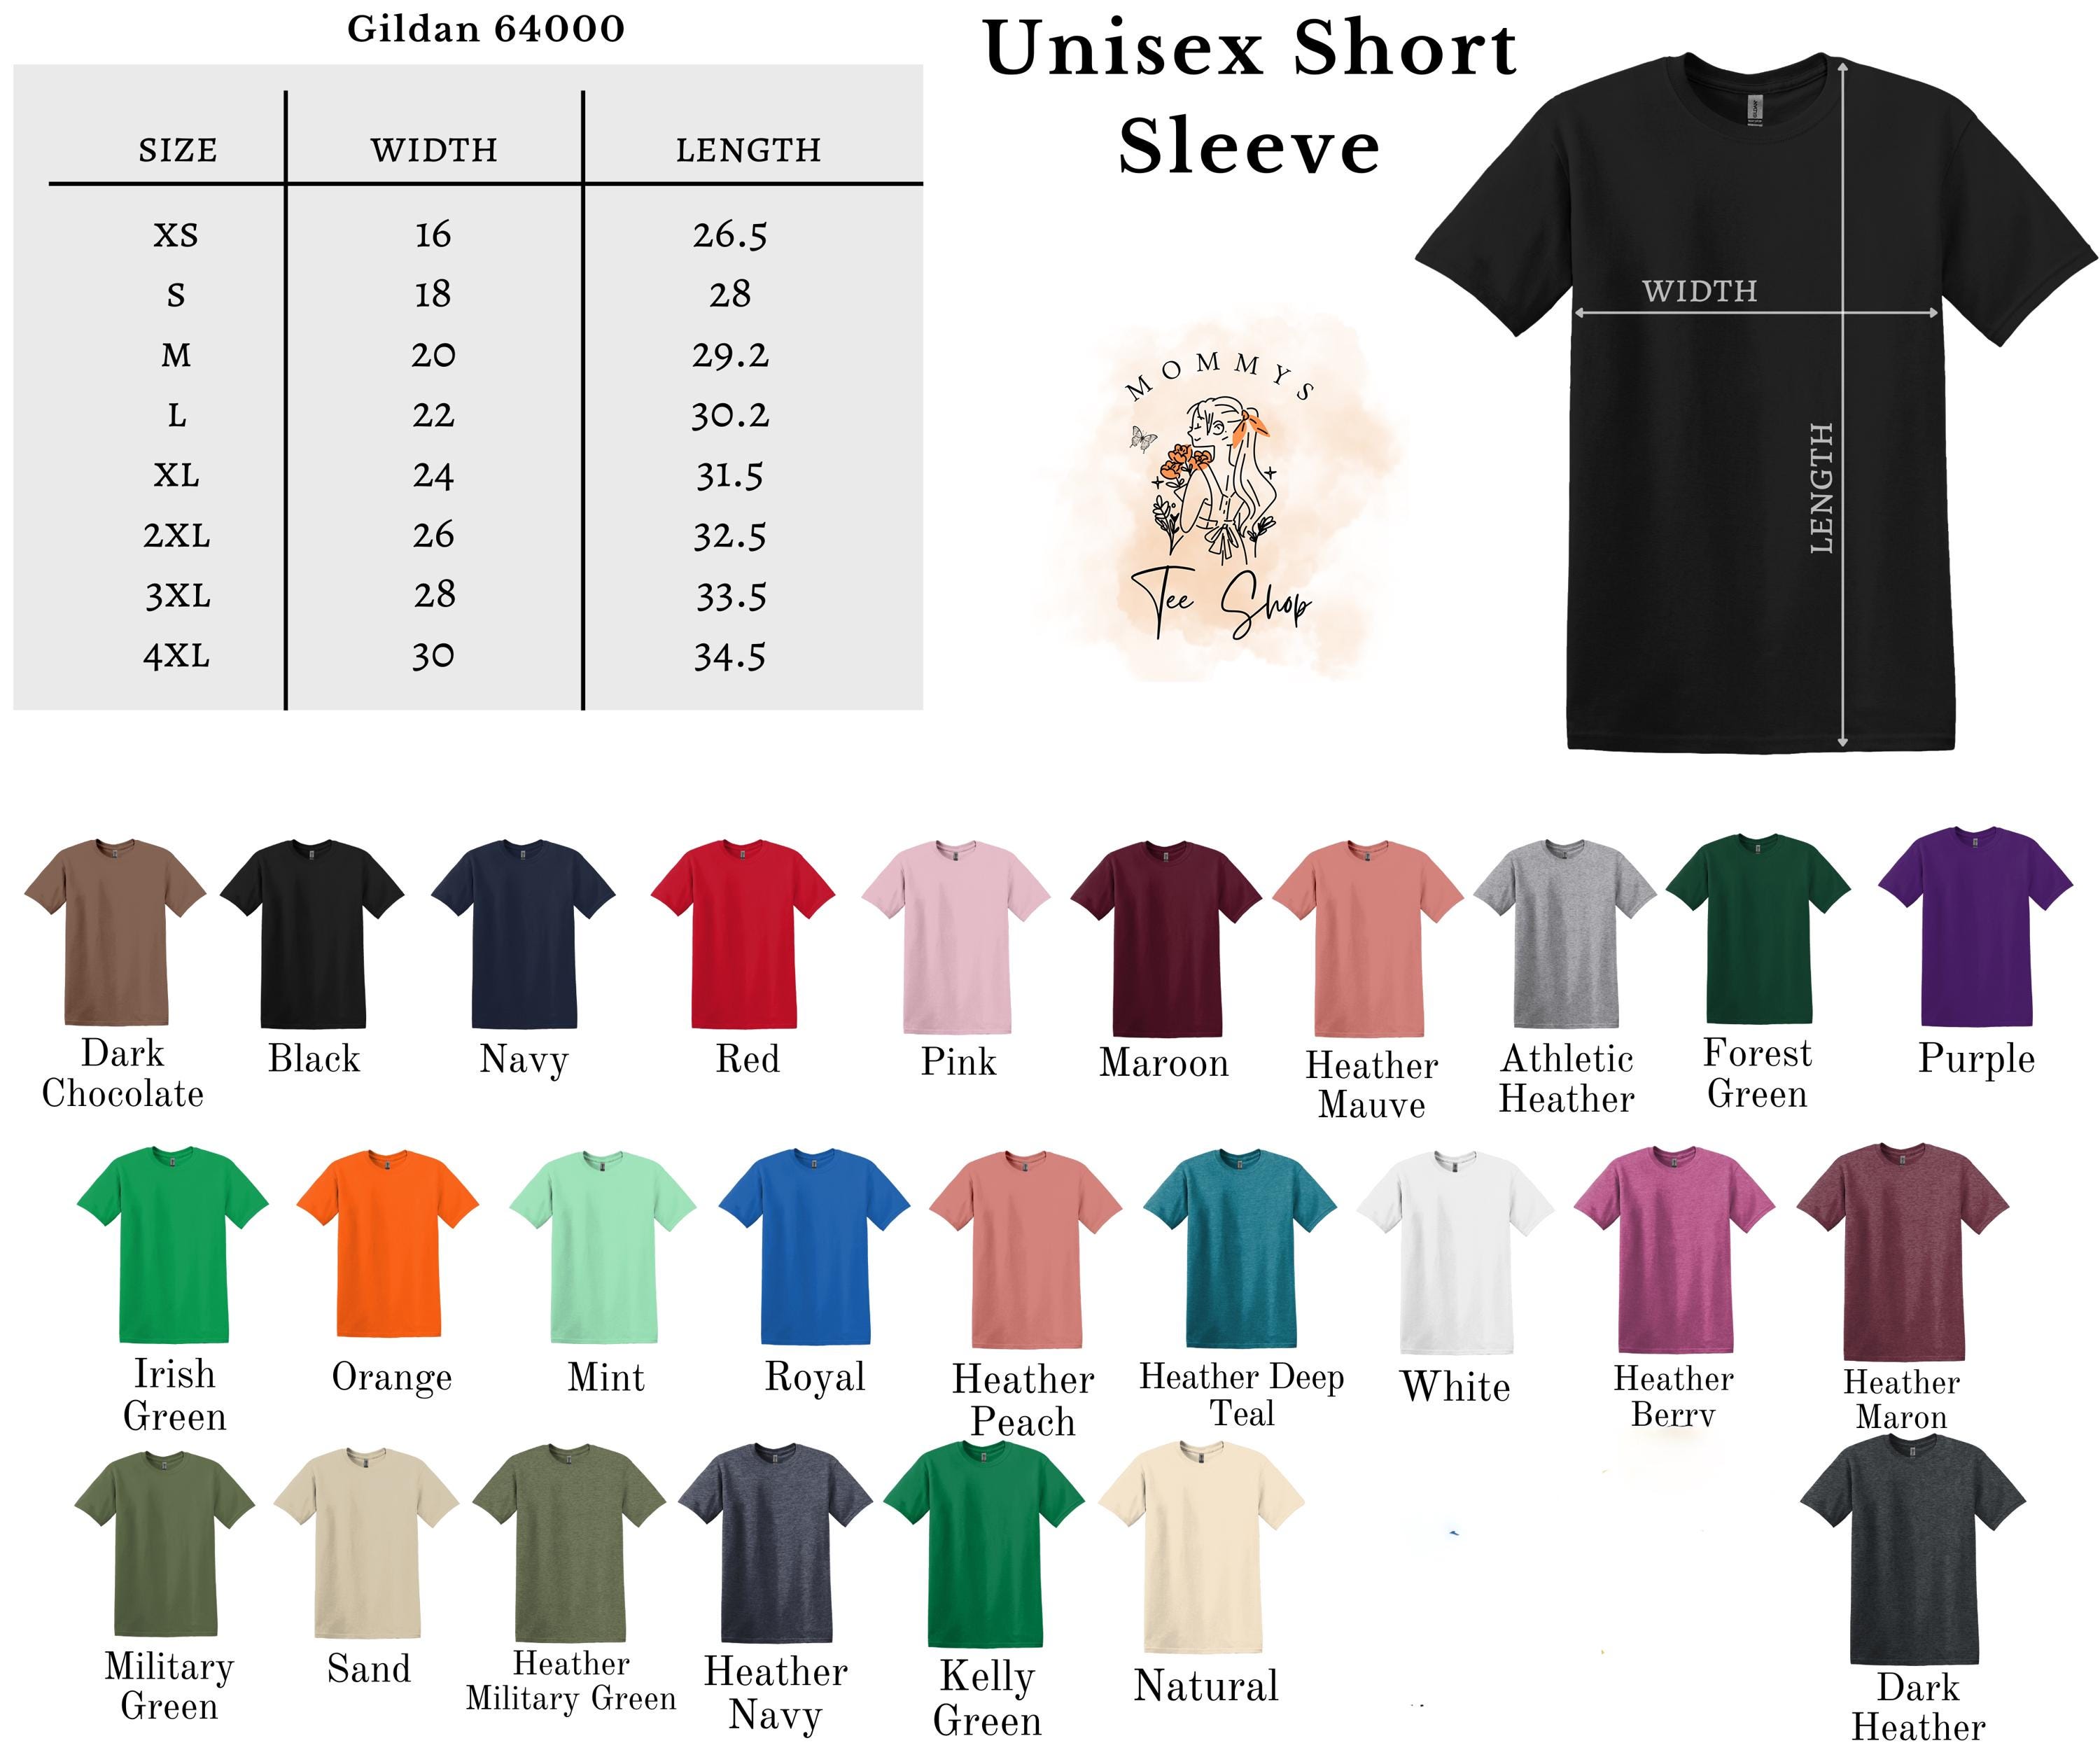 Gildan 64000
SIZE WIDTH LENGTH
XS 16 26.5
S 18 28
M 20 29.2
L 22 30.2
XL 24 31.5
2XL 26 32.5
3XL 28 33.5
4XL 30 34.5
Unisex Short
Sleeve
MOMMYS
Tee Shop
WIDTH
LENGTH
Dark
Chocolate
Black
Navy
Red
Pink
Maroon
Heather
Mauve
Athletic
Heather
Forest
Green
Purple
Irish
Green
Orange
Mint
Royal
Heather
Peach
Heather Deep
Teal
White
Heather
Berry
Heather
Maron
Military
Green
Sand
Heather
Military Green
Heather
Navy
Kelly
Green
Natural
Dark
Heather